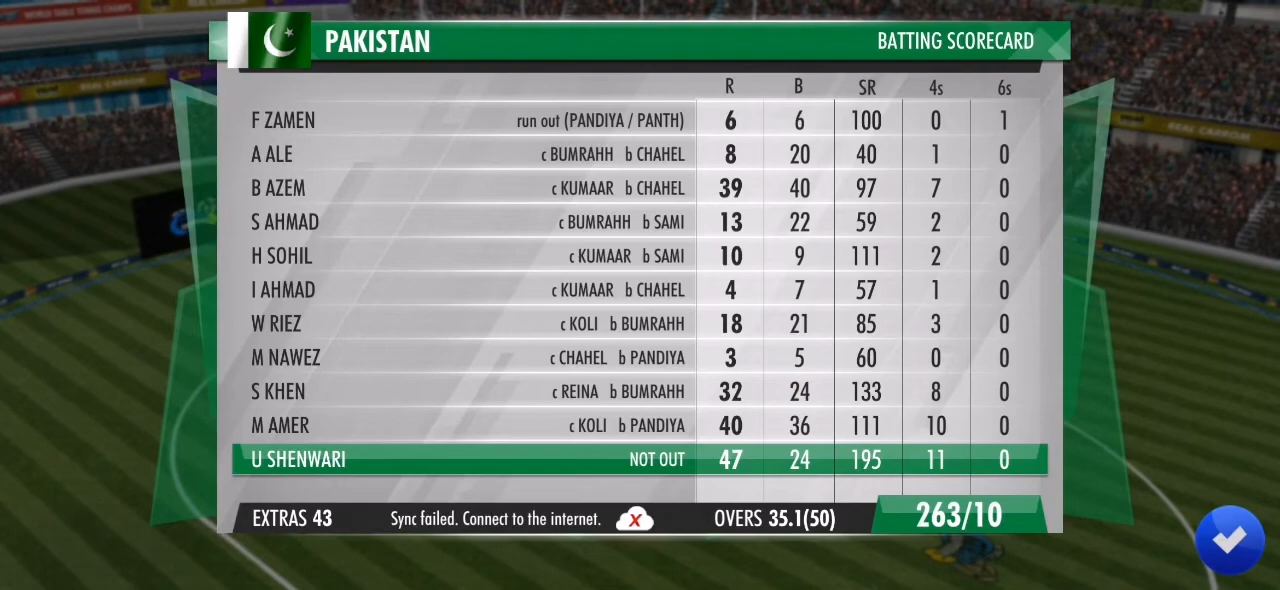 PAKISTAN BATTING SCORECARD
R B SR 4s 6s
F ZAMEN run out (PANDIYA / PANTH) 6 6 100 0 1
A ALE c BUMRAHH b CHAHEL 8 20 40 1 0
B AZEM c KUMAAR b CHAHEL 39 40 97 7 0
S AHMAD c BUMRAHH b SAMI 13 22 59 2 0
H SOHIL c KUMAAR b SAMI 10 9 111 2 0
I AHMAD c KUMAAR b CHAHEL 4 7 57 1 0
W RIEZ c KOLI b BUMRAHH 18 21 85 3 0
M NAWEZ c CHAHEL b PANDIYA 3 5 60 0 0
S KHEN c REINA b BUMRAHH 32 24 133 8 0
M AMER c KOLI b PANDIYA 40 36 111 10 0
U SHENWARI NOT OUT 47 24 195 11 0
EXTRAS 43 Sync failed. Connect to the internet. X OVERS 35.1(50) 263/10